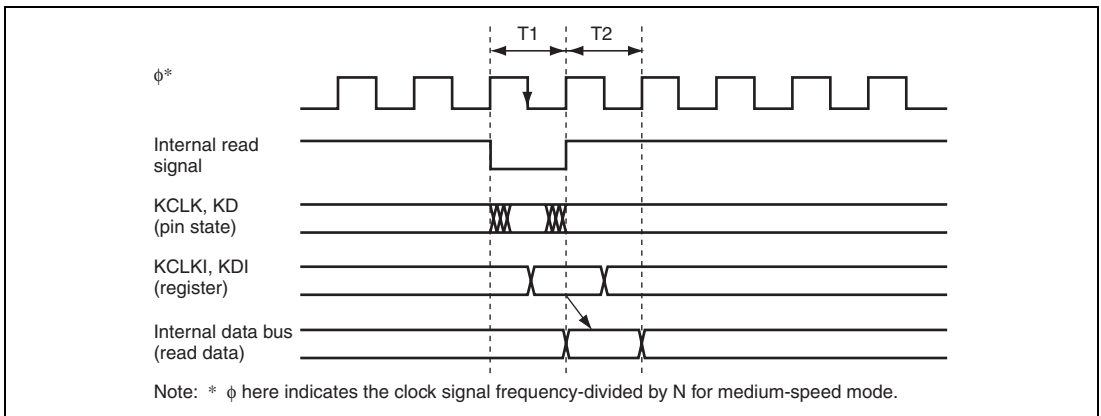 T1 T2
ϕ*
Internal read
signal
KCLK, KD
(pin state)
KCLKI, KDI
(register)
Internal data bus
(read data)
Note: * ϕ here indicates the clock signal frequency-divided by N for medium-speed mode.